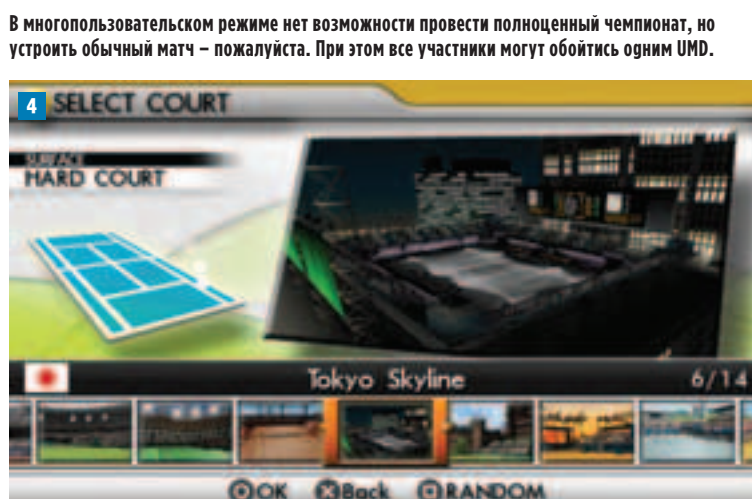 В многопользовательском режиме нет возможности провести полноценный чемпионат, но
устроить обычный матч – пожалуйста. При этом все участники могут обойтись одним UMD.
4 SELECT COURT
SURFACE
HARD COURT
Tokyo Skyline 6/14
OK Back RANDOM